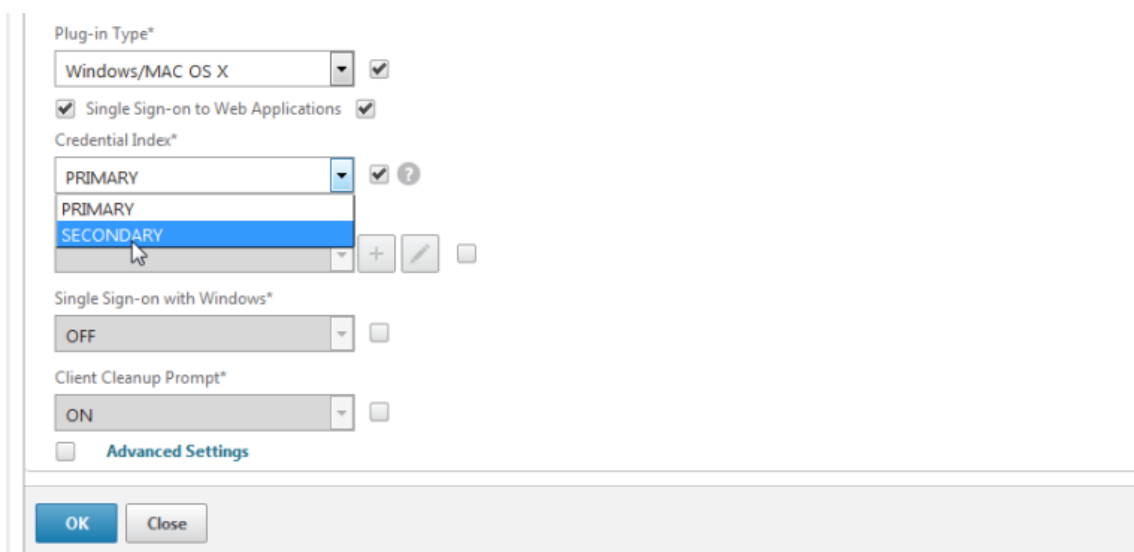 Plug-in Type*
Windows/MAC OS X
Single Sign-on to Web Applications
Credential Index*
PRIMARY
?
PRIMARY
SECONDARY
+
Single Sign-on with Windows*
OFF
Client Cleanup Prompt*
ON
Advanced Settings
OK Close